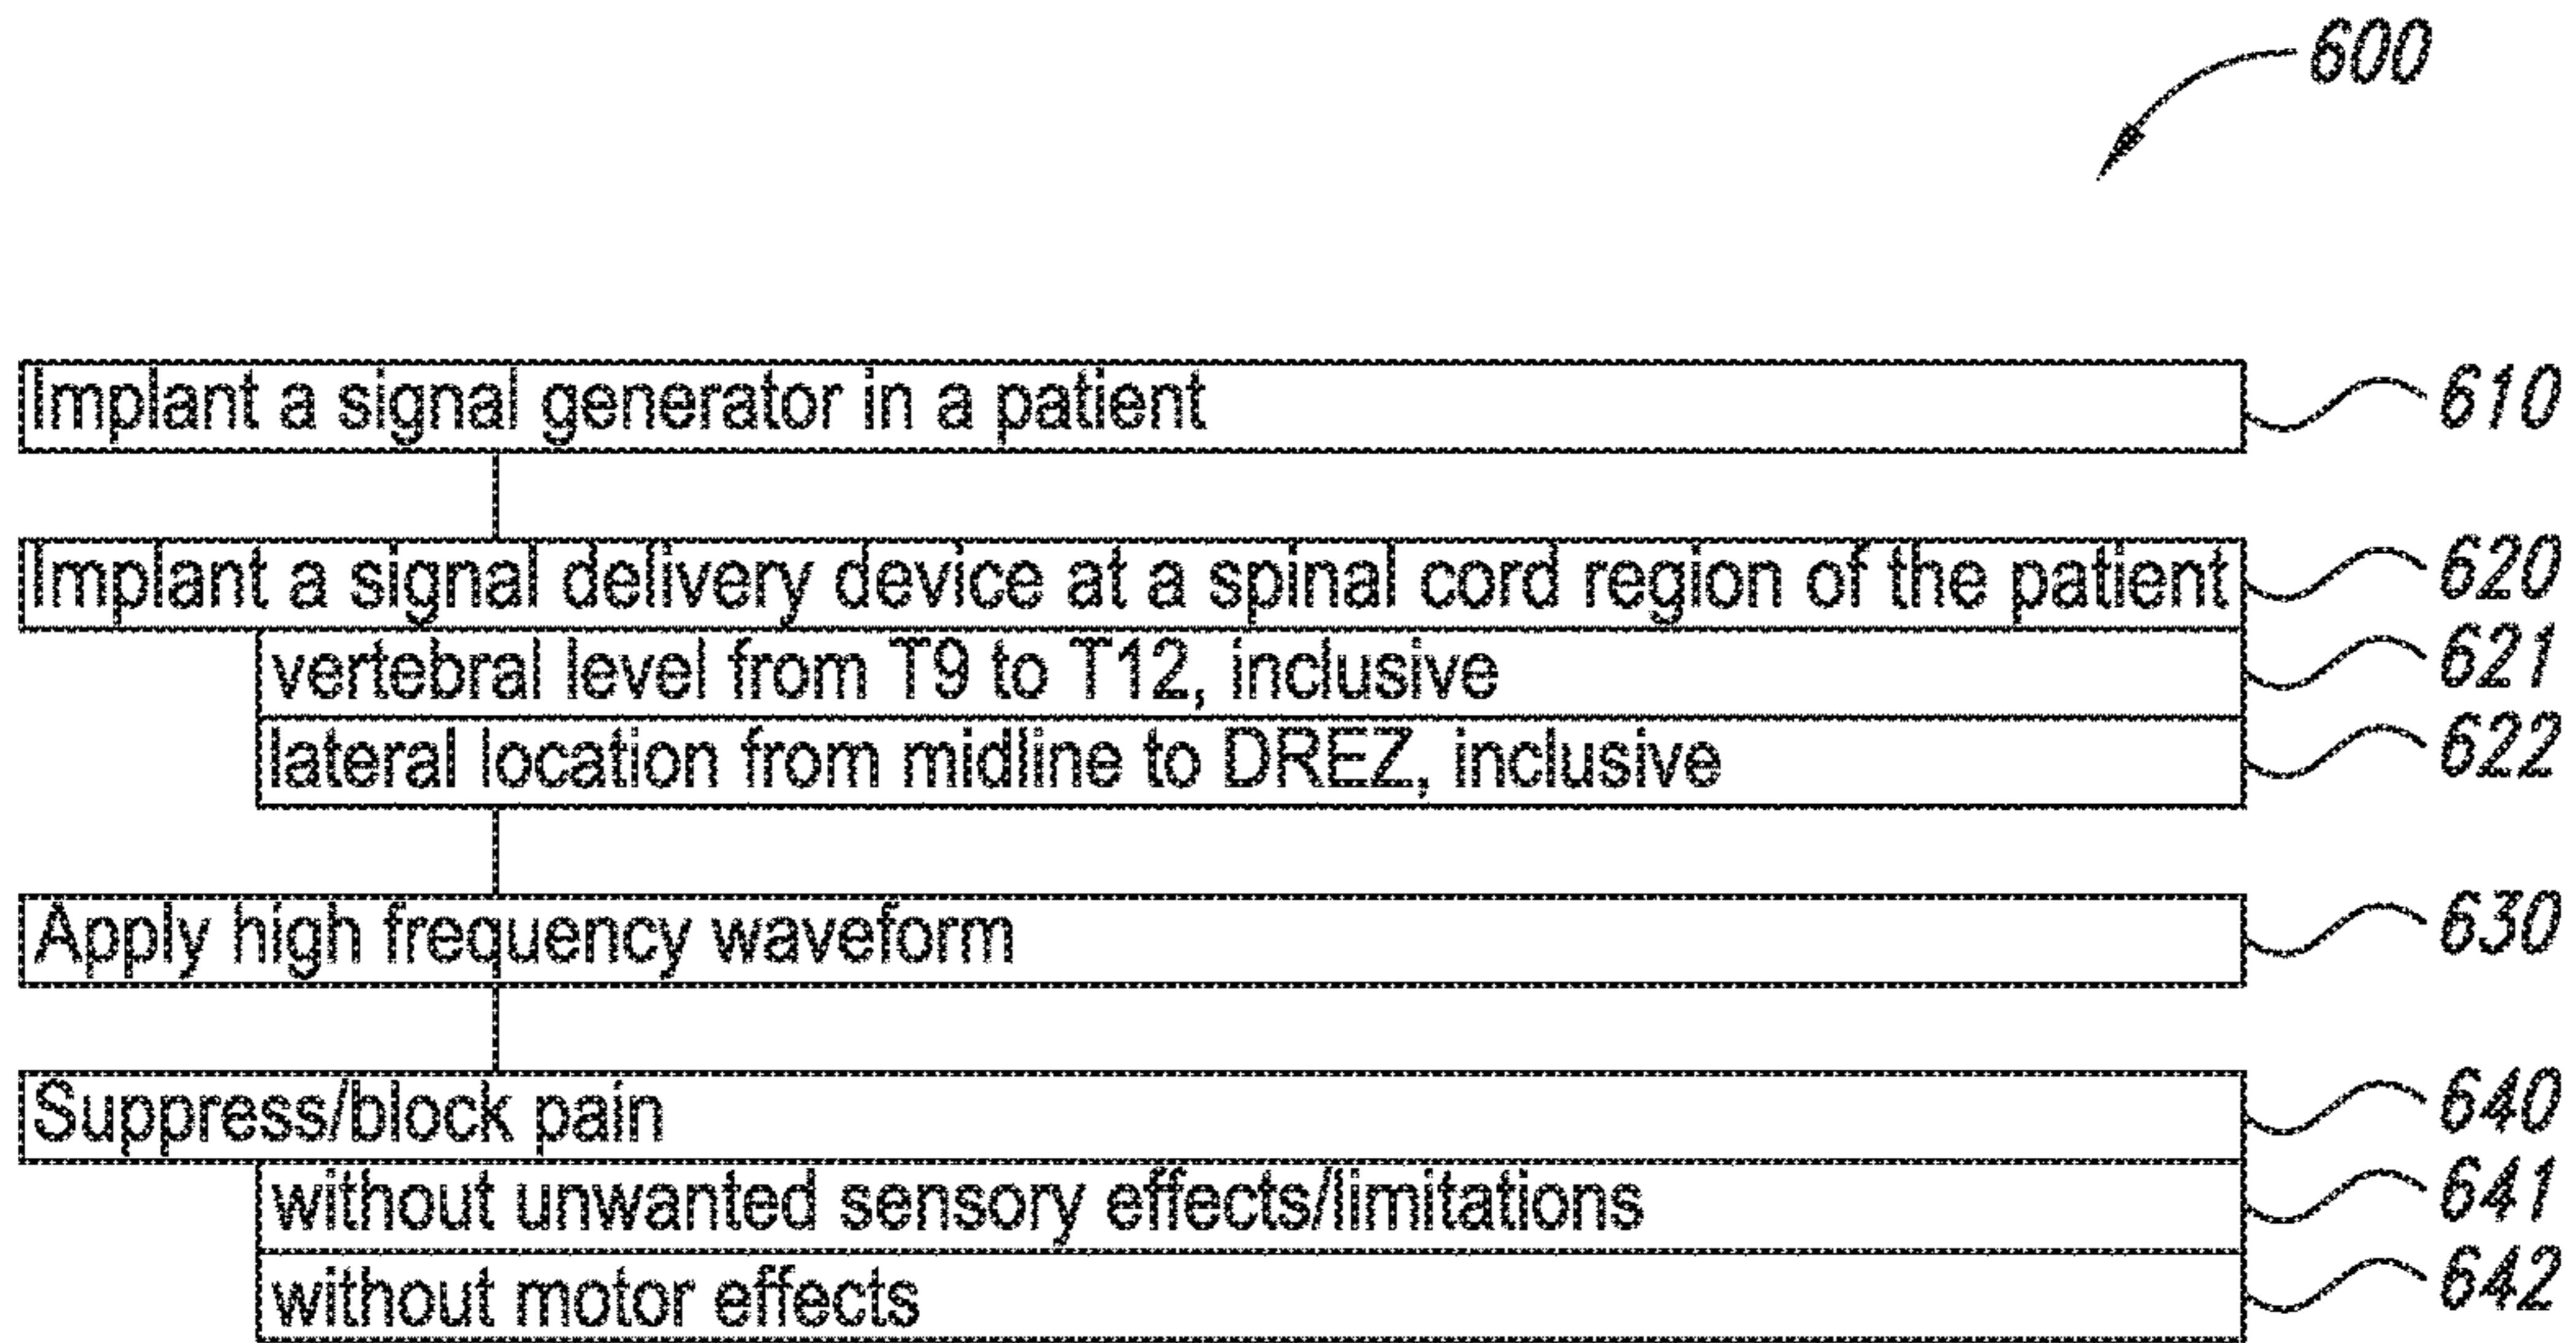 600
Implant a signal generator in a patient 610
Implant a signal delivery device at a spinal cord region of the patient 620
vertebral level from T9 to T12, inclusive 621
lateral location from midline to DREZ, inclusive 622
Apply high frequency waveform 630
Suppress/block pain 640
without unwanted sensory effects/limitations 641
without motor effects 642